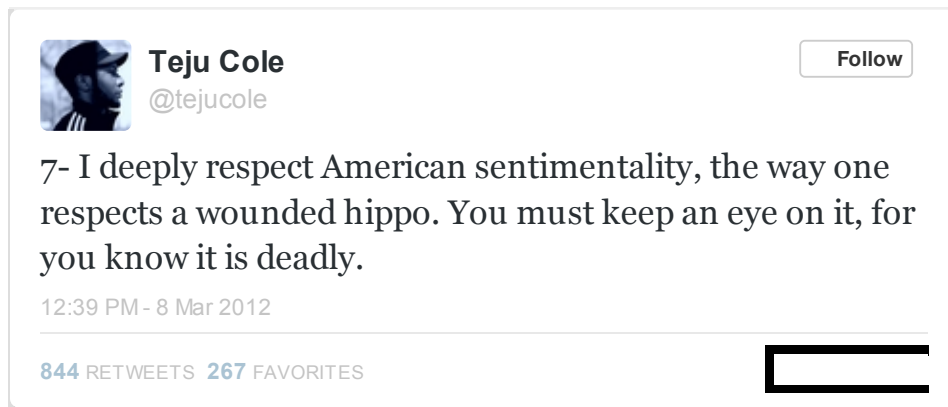 Teju Cole
@tejucole
Follow
7- I deeply respect American sentimentality, the way one
respects a wounded hippo. You must keep an eye on it, for
you know it is deadly.
12:39 PM - 8 Mar 2012
844 RETWEETS 267 FAVORITES